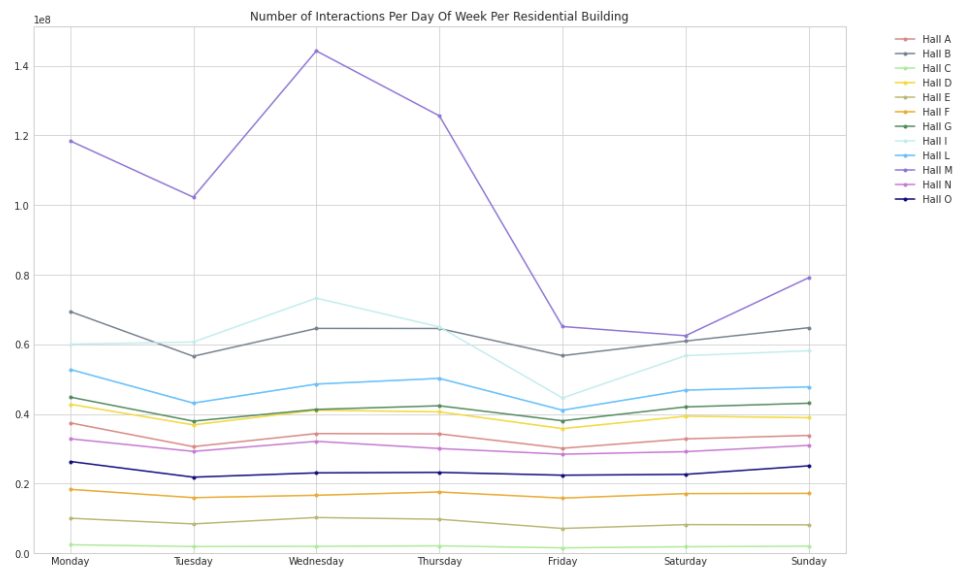 Number of Interactions Per Day Of Week Per Residential Building
1e8
1.4
1.2
1.0
0.8
0.6
0.4
0.2
0.0
Monday Tuesday Wednesday Thursday Friday Saturday Sunday
Hall A
Hall B
Hall C
Hall D
Hall E
Hall F
Hall G
Hall I
Hall L
Hall M
Hall N
Hall O